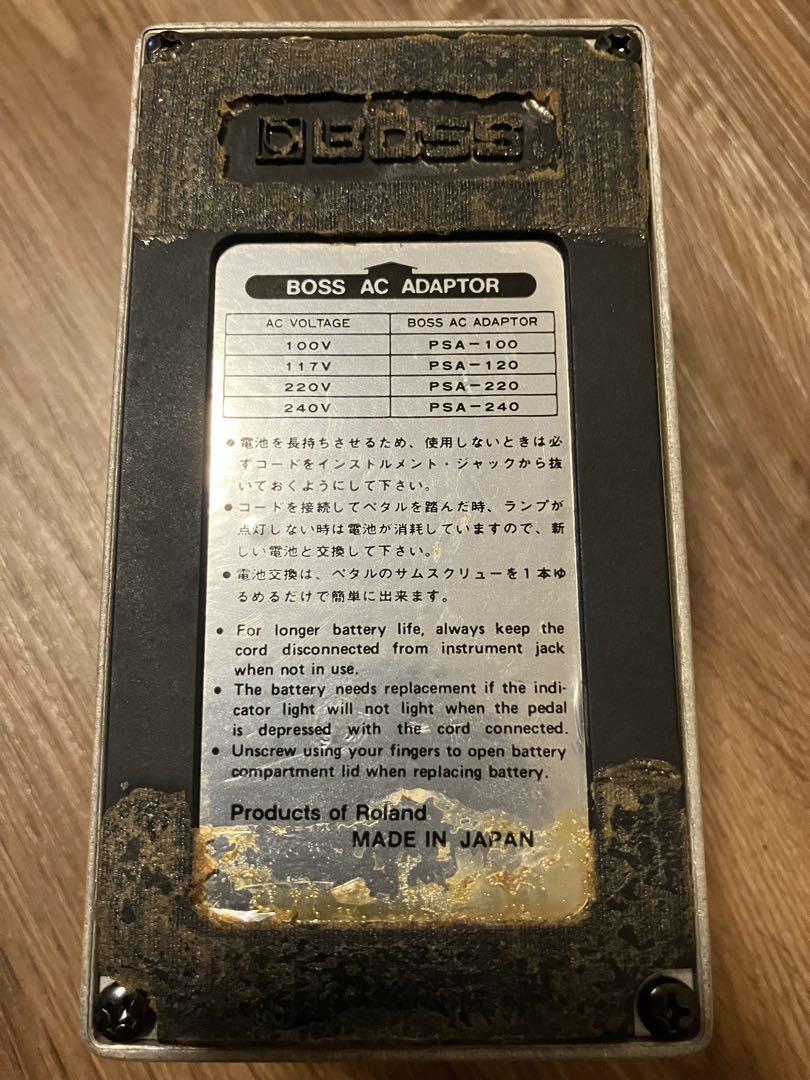 BOSS
BOSS AC ADAPTOR
AC VOLTAGE BOSS AC ADAPTOR
100V PSA-100
117V PSA-120
220V PSA-220
240V PSA-240
● 電池を長持ちさせるため、使用しないときは必
ずコードをインストルメント・ジャックから抜
いておくようにして下さい。
● コードを接続してペタルを踏んだ時、ランプが
点灯しない時は電池が消耗していますので、新
しい電池と交換して下さい。
● 電池交換は、ペタルのサムスクリューを1本ゆ
るめるだけで簡単に出来ます。
● For longer battery life, always keep the
cord disconnected from instrument jack
when not in use.
● The battery needs replacement if the indi-
cator light will not light when the pedal
is depressed with the cord connected.
● Unscrew using your fingers to open battery
compartment lid when replacing battery.
Products of Roland
MADE IN JAPAN